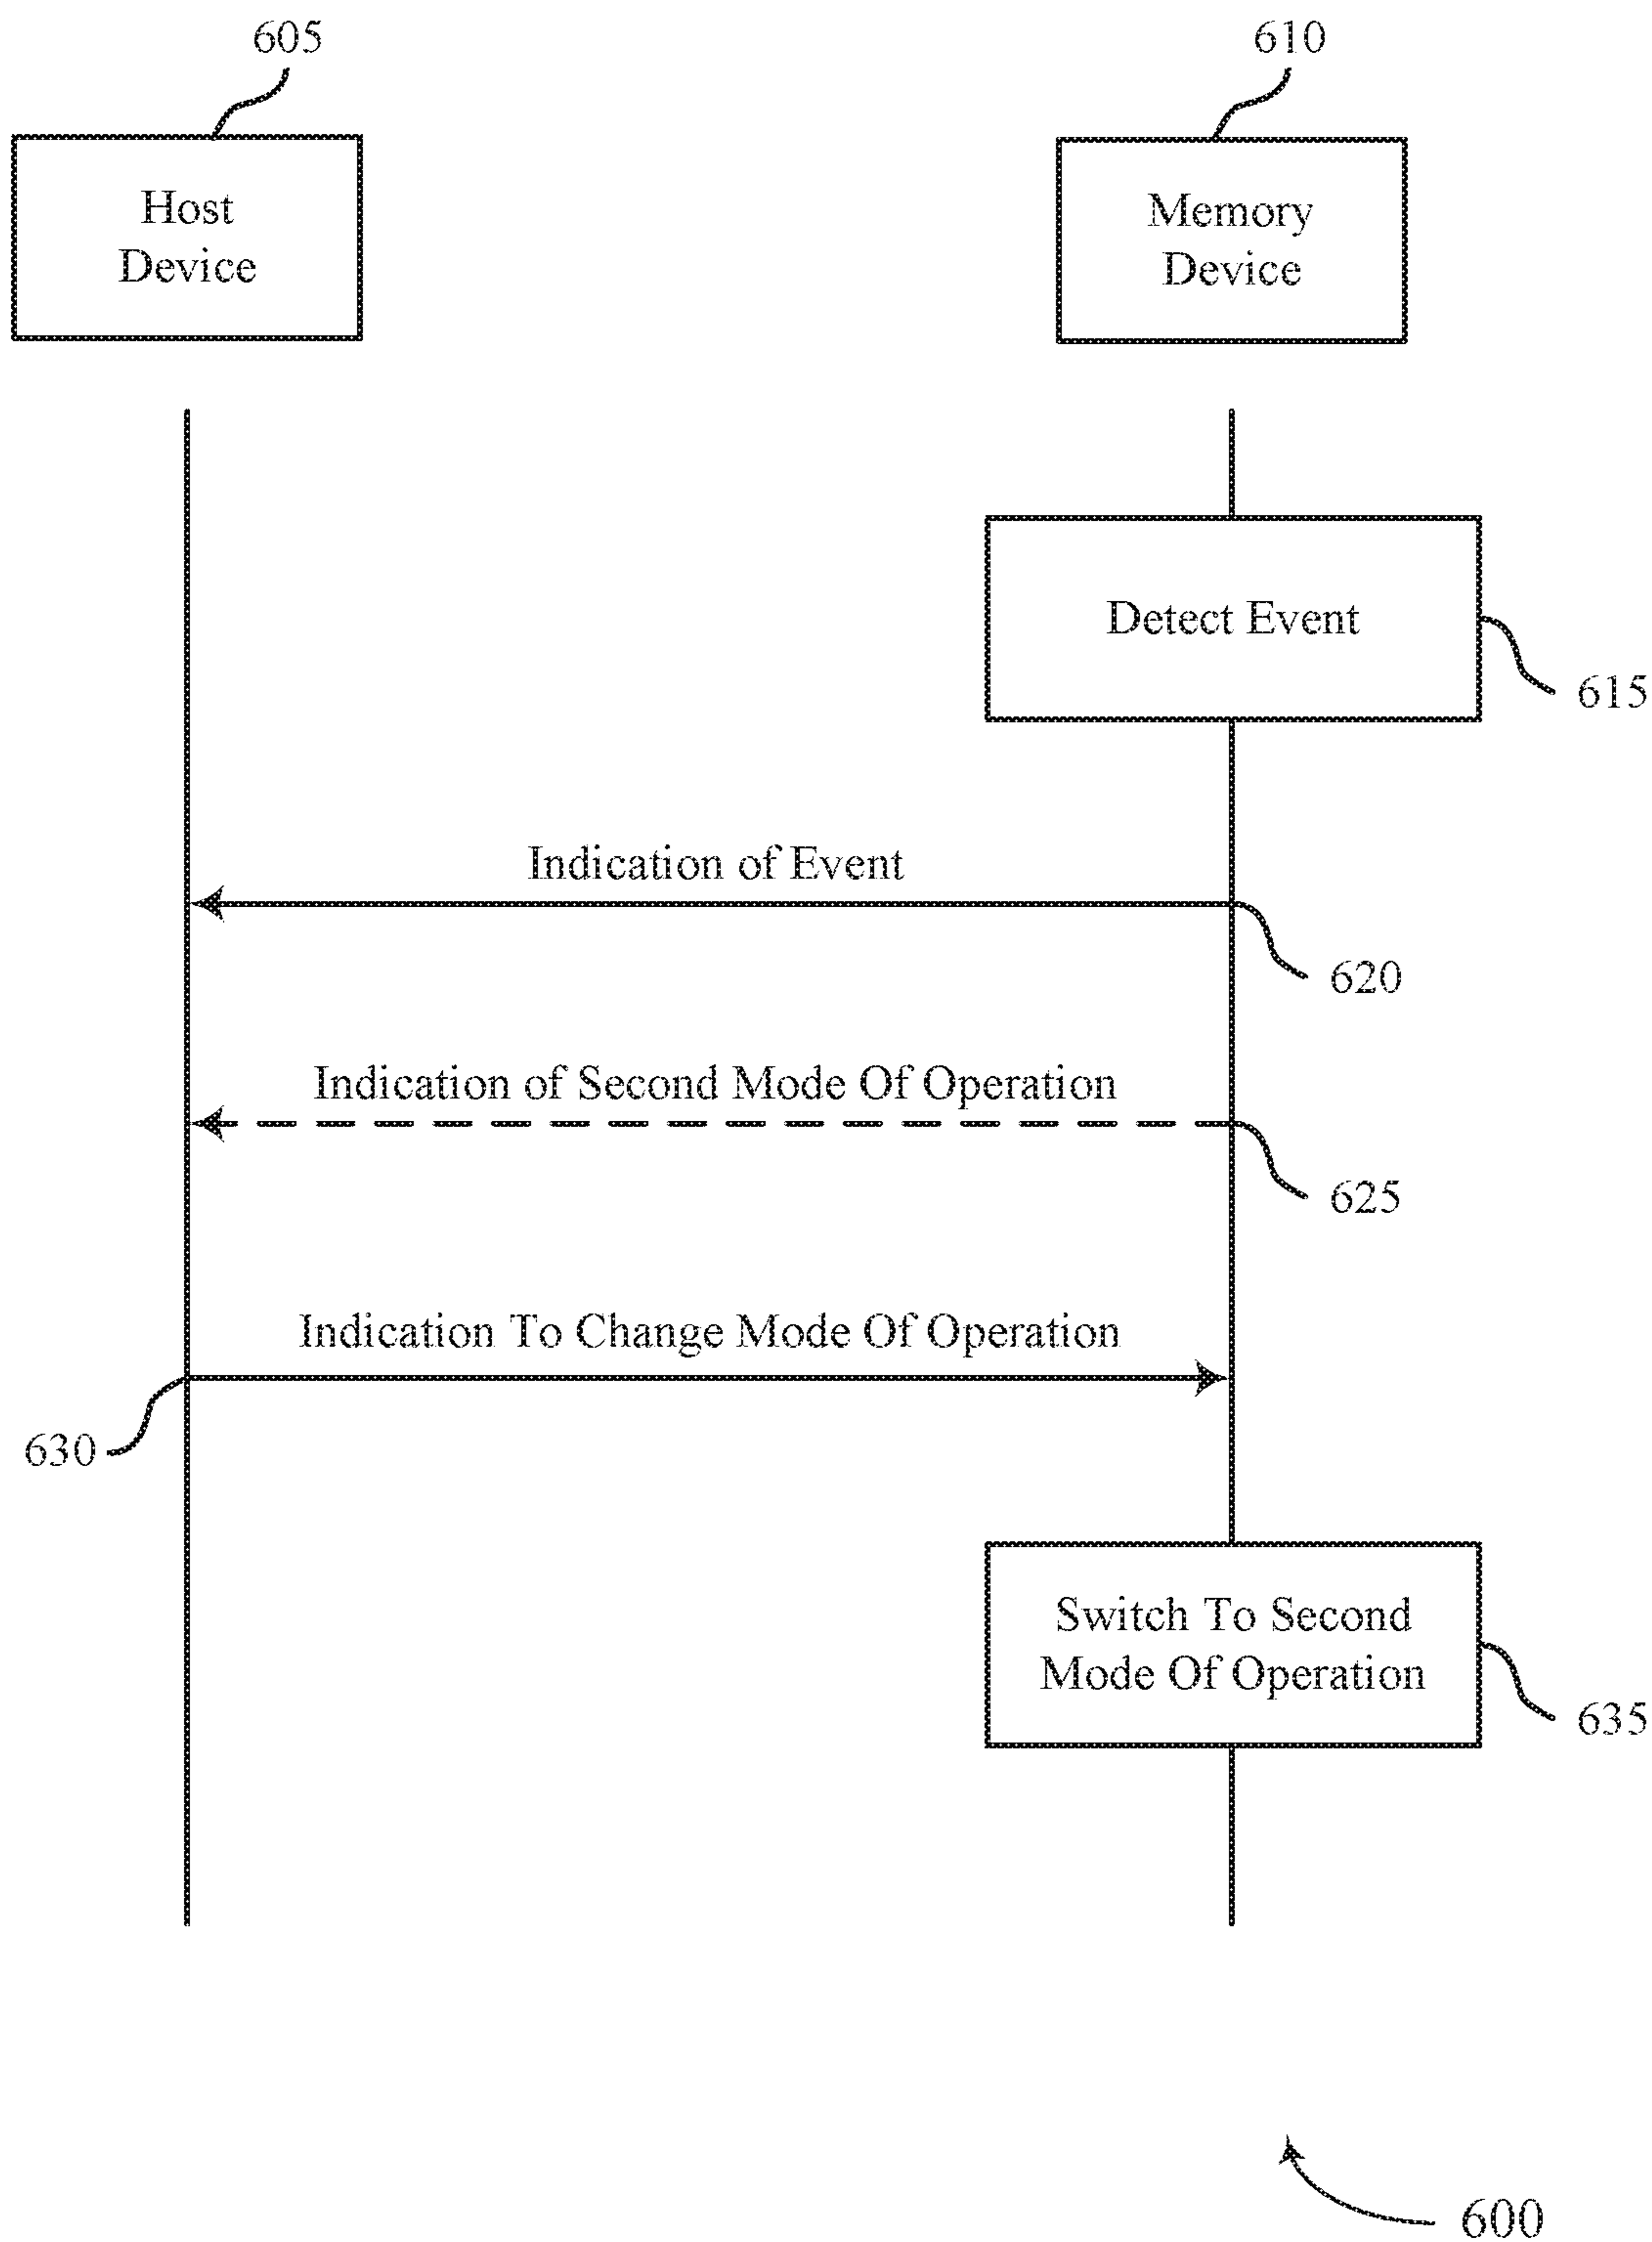 605
610
Host
Device
Memory
Device
Detect Event
615
Indication of Event
620
Indication of Second Mode Of Operation
625
Indication To Change Mode Of Operation
630
Switch To Second
Mode Of Operation
635
600